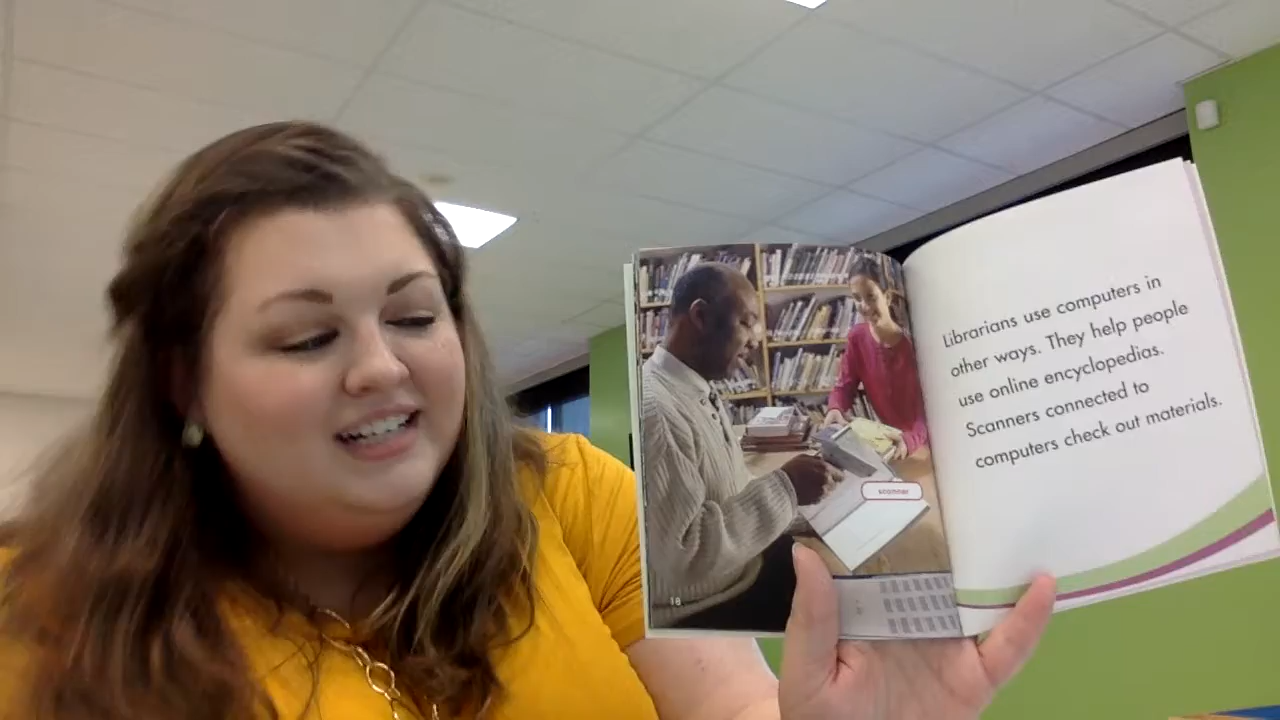 scanner
18
Librarians use computers in
other ways. They help people
use online encyclopedias.
Scanners connected to
computers check out materials.